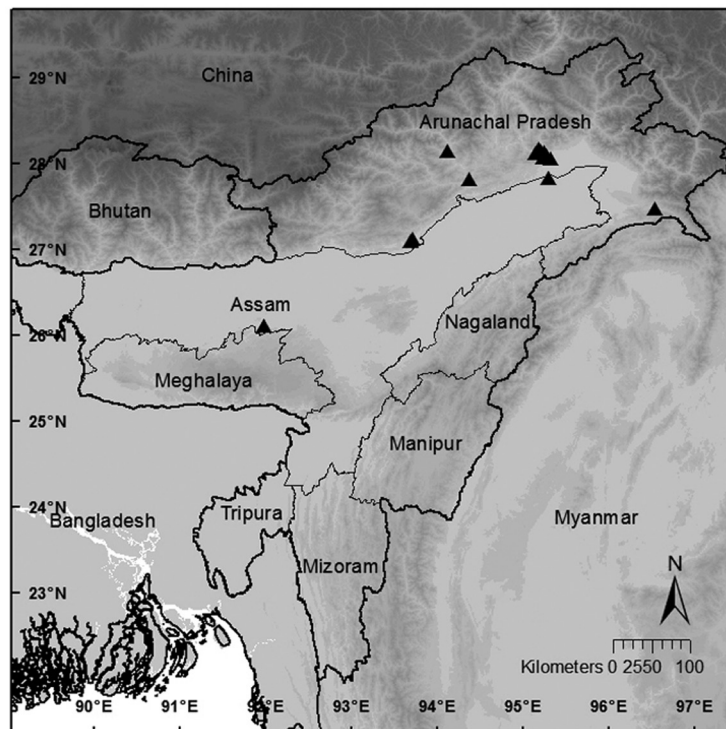 29°N
China
Arunachal Pradesh
28°N
Bhutan
27°N
Assam
Nagaland
26°N
Meghalaya
25°N
Manipur
24°N
Bangladesh
Tripura
Myanmar
Mizoram
N
23°N
Kilometers 0 2550 100
90°E 91°E 92°E 93°E 94°E 95°E 96°E 97°E